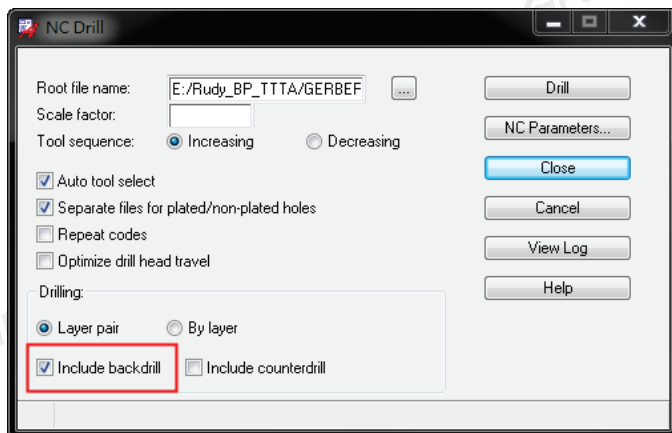 NC Drill
Root file name: E:/Rudy_BP_TTTA/GERBEF ...
Scale factor:
Tool sequence: Increasing Decreasing
Auto tool select
Separate files for plated/non-plated holes
Repeat codes
Optimize drill head travel
Drilling:
Layer pair By layer
Include backdrill Include counterdrill
Drill
NC Parameters...
Close
Cancel
View Log
Help